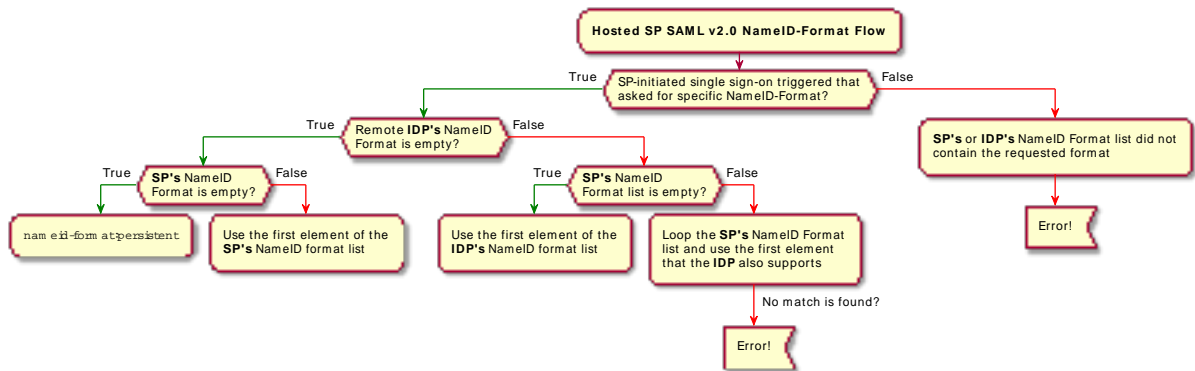 Hosted SP SAML v2.0 NameID-Format Flow
True
SP-initiated single sign-on triggered that
asked for specific NameID-Format?
False
True
Remote IDP's NameID
Format is empty?
False
SP's or IDP's NameID Format list did not
contain the requested format
True
SP's NameID
Format is empty?
False
True
SP's NameID
Format list is empty?
False
nameid-format:persistent
Use the first element of the
SP's NameID format list
Use the first element of the
IDP's NameID format list
Loop the SP's NameID Format
list and use the first element
that the IDP also supports
Error!
No match is found?
Error!